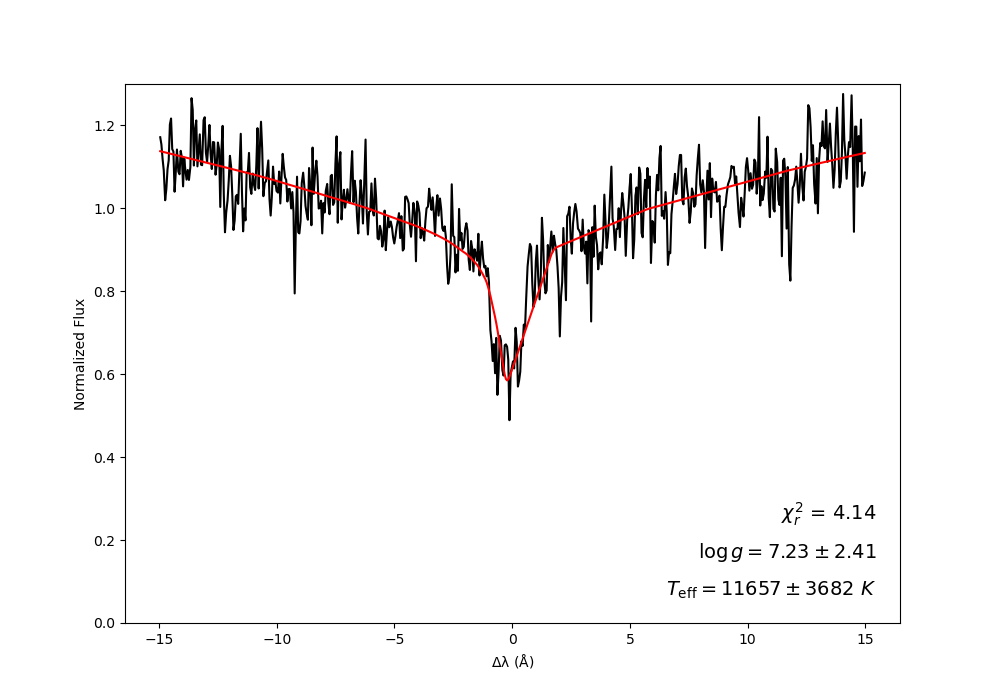 1.2
1.0
0.8
0.6
0.4
0.2
0.0
Normalized Flux
χ²ᵣ = 4.14
log g = 7.23 ± 2.41
T_eff = 11657 ± 3682 K
−15 −10 −5 0 5 10 15
Δλ (Å)